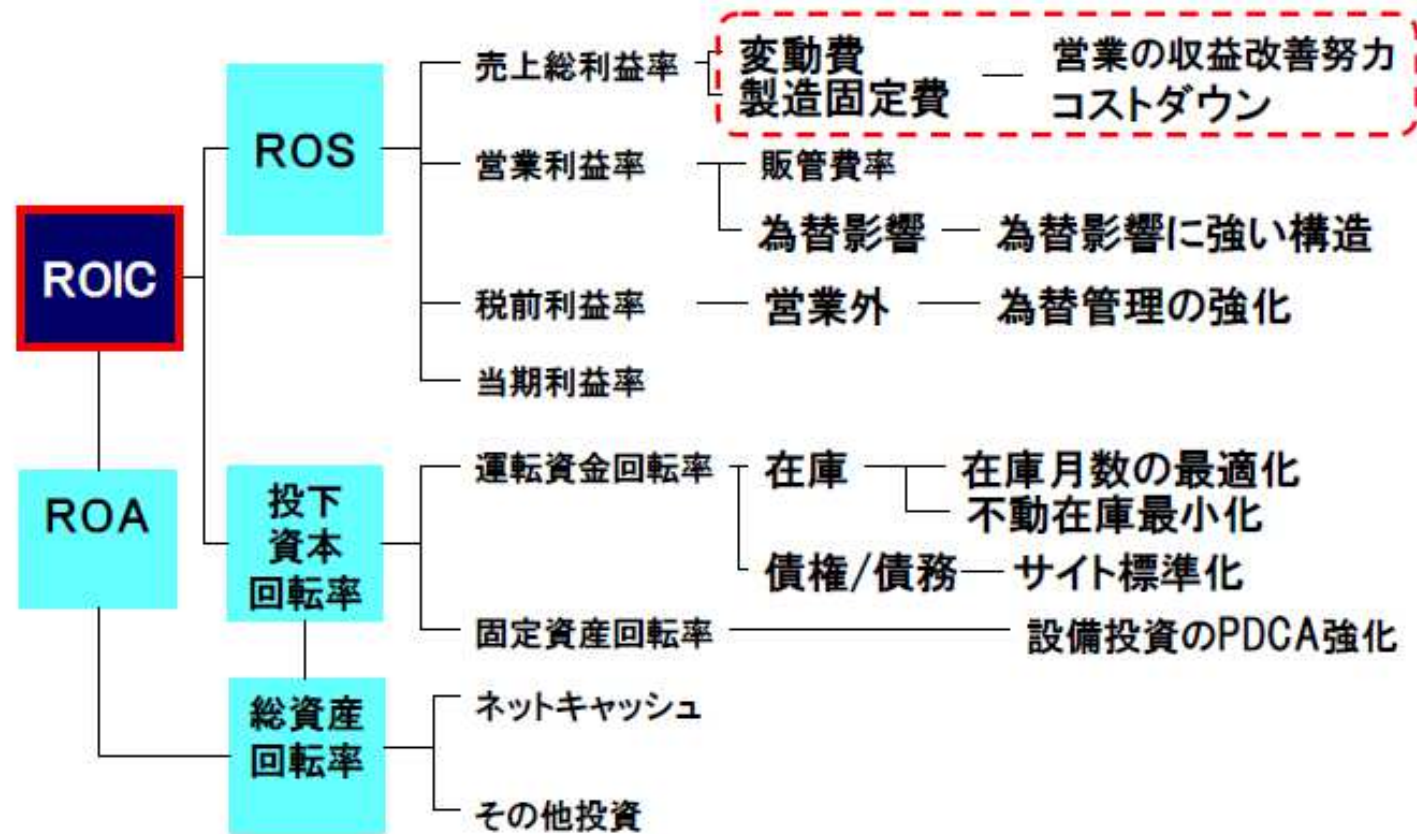 売上総利益率
変動費
製造固定費
営業の収益改善努力
コストダウン
ROS
営業利益率
販管費率
為替影響
為替影響に強い構造
ROIC
税前利益率
営業外
為替管理の強化
当期利益率
ROA
投下
資本
回転率
運転資金回転率
在庫
在庫月数の最適化
不動在庫最小化
債権/債務
サイト標準化
固定資産回転率
設備投資のPDCA強化
総資産
回転率
ネットキャッシュ
その他投資